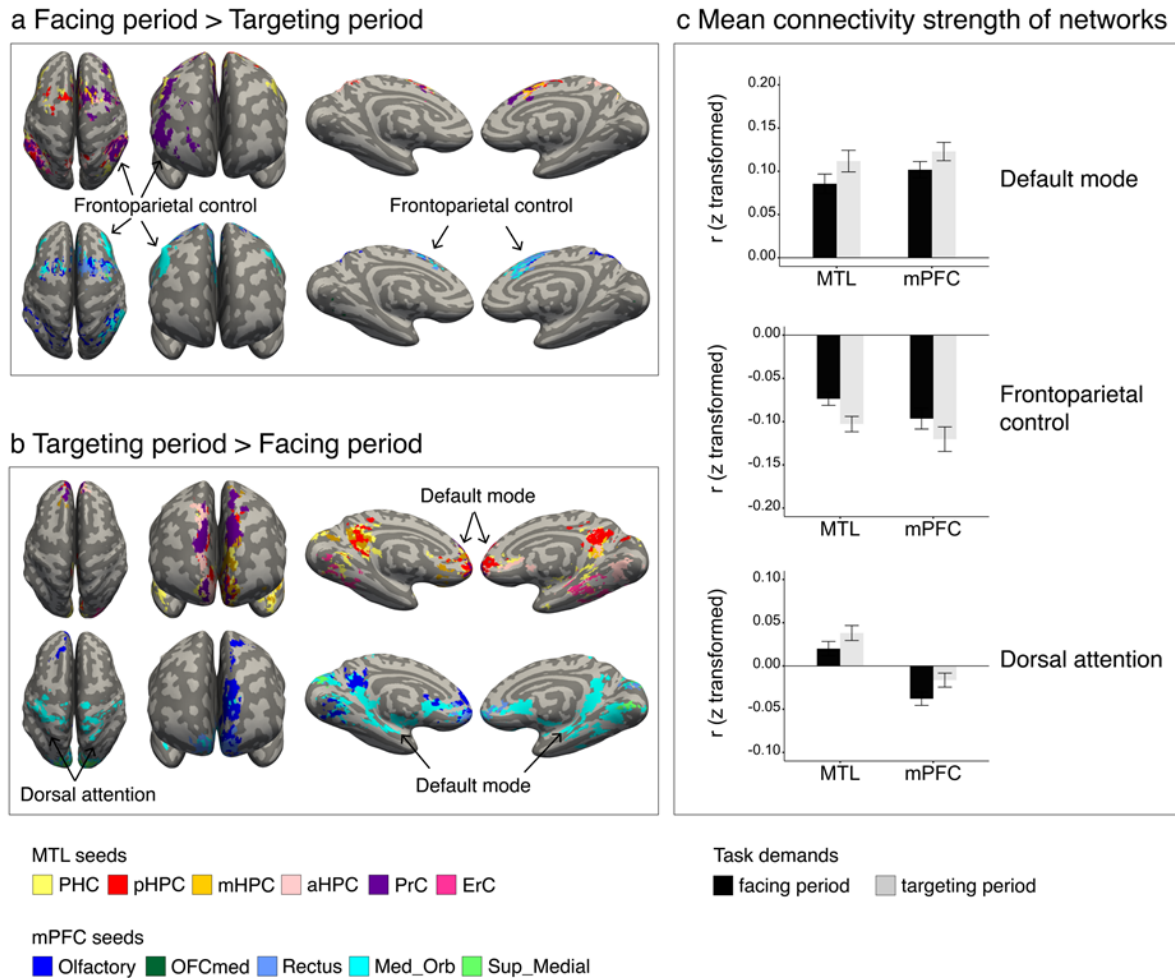 a Facing period > Targeting period
Frontoparietal control
Frontoparietal control
b Targeting period > Facing period
Default mode
Dorsal attention
Default mode
MTL seeds
PHC pHPC mHPC aHPC PrC ErC
mPFC seeds
Olfactory OFCmed Rectus Med_Orb Sup_Medial
c Mean connectivity strength of networks
r (z transformed)
0.20
0.15
0.10
0.05
0.00
MTL mPFC
Default mode
r (z transformed)
0.00
-0.05
-0.10
-0.15
-0.20
MTL mPFC
Frontoparietal
control
r (z transformed)
0.10
0.05
0.00
-0.05
-0.10
MTL mPFC
Dorsal attention
Task demands
facing period targeting period